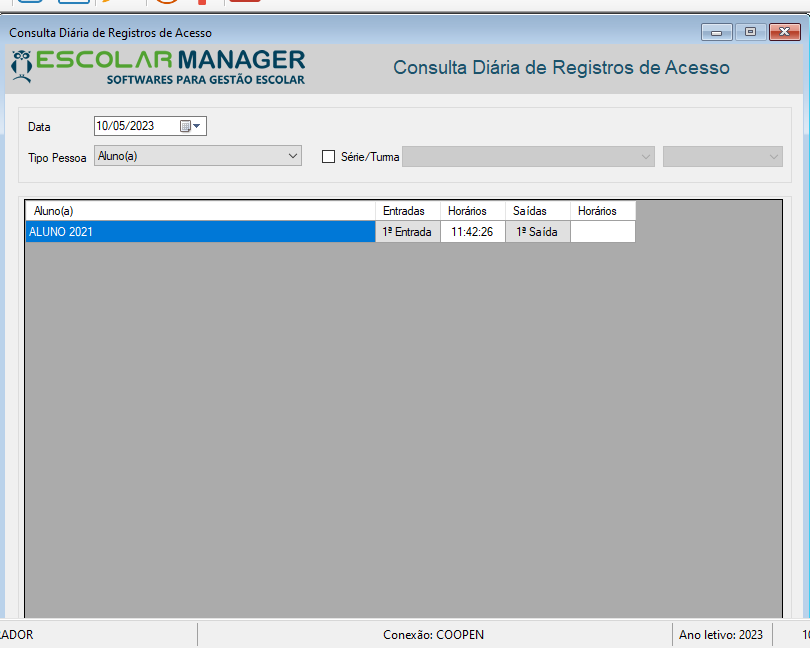 Consulta Diária de Registros de Acesso
ESCOLAR MANAGER
SOFTWARES PARA GESTÃO ESCOLAR
Consulta Diária de Registros de Acesso
Data 10/05/2023
Tipo Pessoa Aluno(a) Série/Turma
Aluno(a) Entradas Horários Saídas Horários
ALUNO 2021 1ª Entrada 11:42:26 1ª Saída
RADOR Conexão: COOPEN Ano letivo: 2023 10